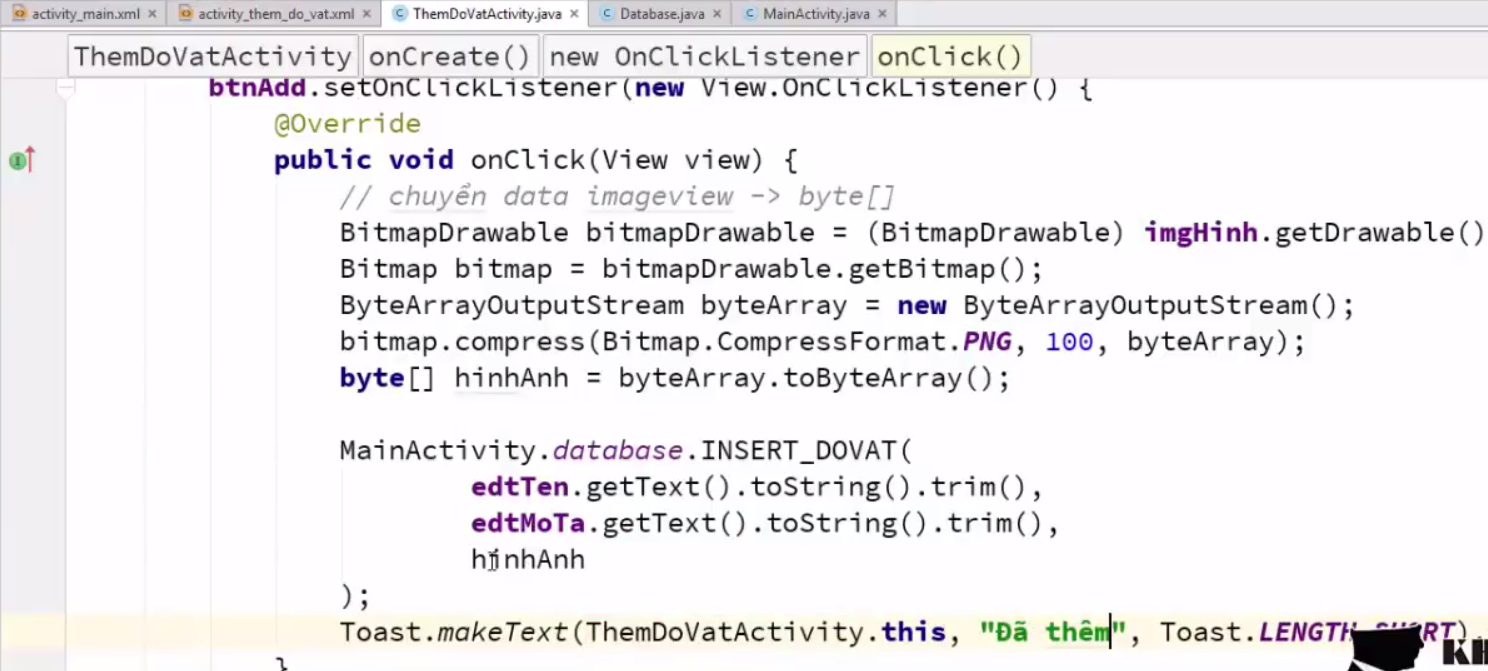 activity_main.xml × activity_them_do_vat.xml × ThemDoVatActivity.java × Database.java × MainActivity.java ×
ThemDoVatActivity onCreate() new OnClickListener onClick()
btnAdd.setOnClickListener(new View.OnClickListener() {
@Override
public void onClick(View view) {
// chuyển data imageview -> byte[]
BitmapDrawable bitmapDrawable = (BitmapDrawable) imgHinh.getDrawable()
Bitmap bitmap = bitmapDrawable.getBitmap();
ByteArrayOutputStream byteArray = new ByteArrayOutputStream();
bitmap.compress(Bitmap.CompressFormat.PNG, 100, byteArray);
byte[] hinhAnh = byteArray.toByteArray();
MainActivity.database.INSERT_DOVAT(
edtTen.getText().toString().trim(),
edtMoTa.getText().toString().trim(),
hinhAnh
);
Toast.makeText(ThemDoVatActivity.this, "Đã thêm", Toast.LENGTH_SHORT)
}